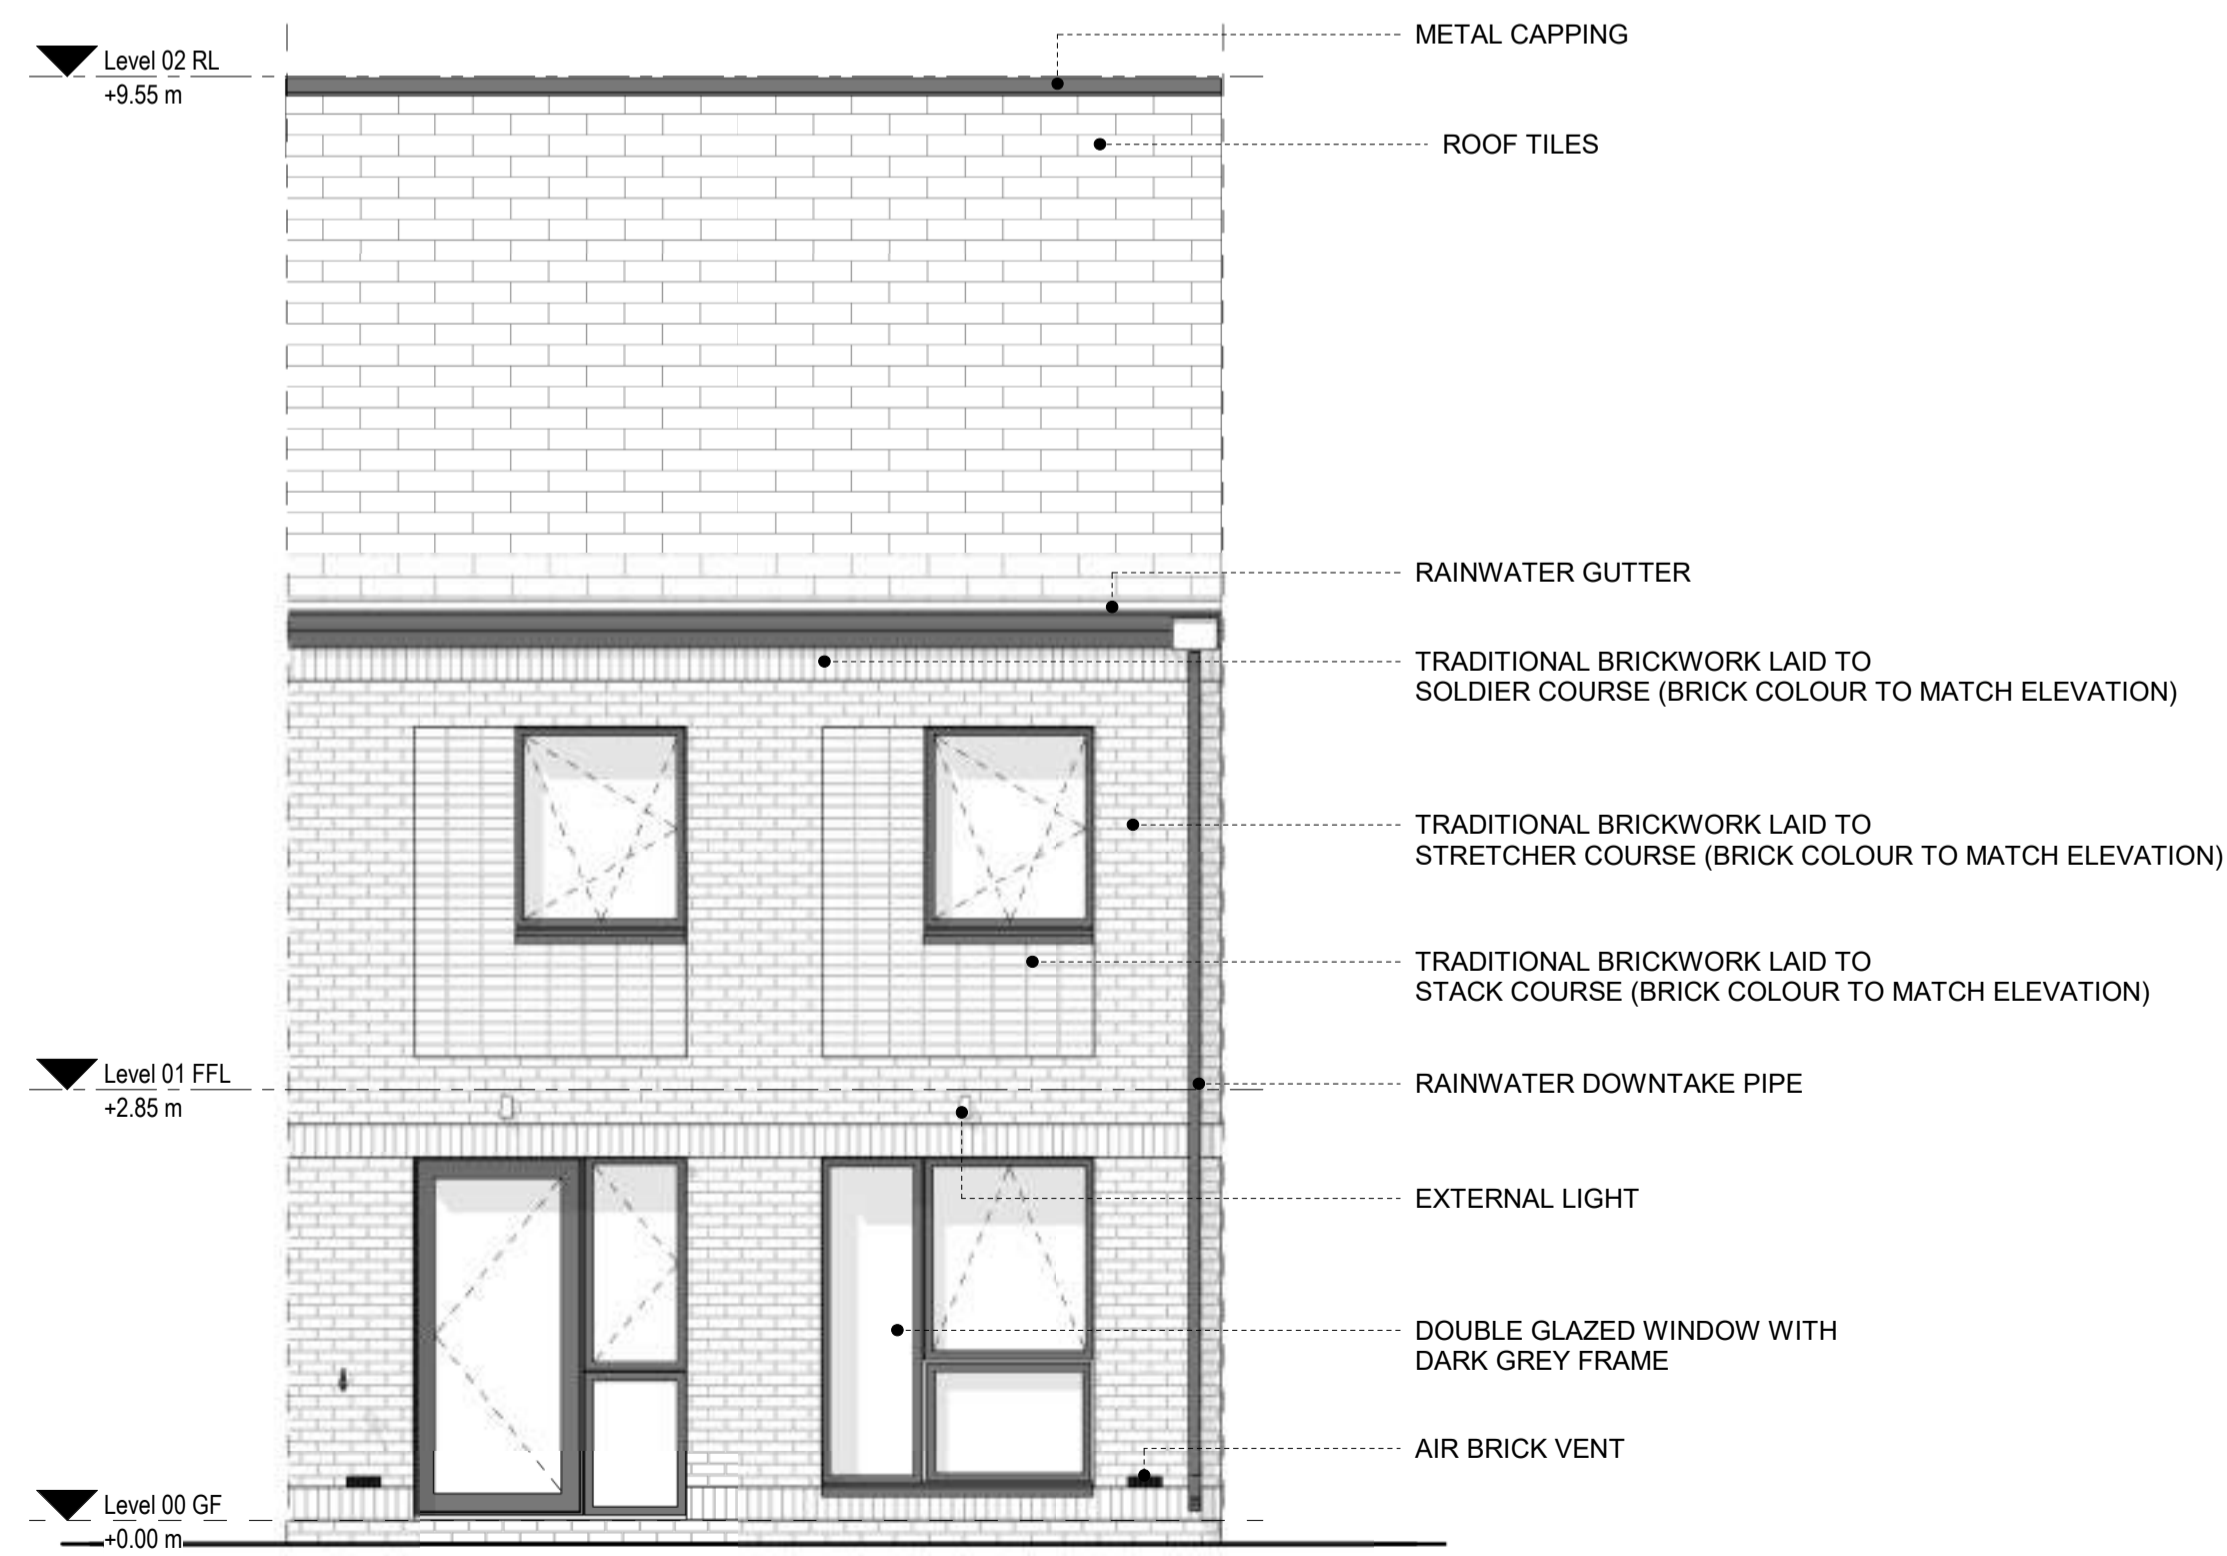 METAL CAPPING
Level 02 RL
+9.55 m
ROOF TILES
RAINWATER GUTTER
TRADITIONAL BRICKWORK LAID TO
SOLDIER COURSE (BRICK COLOUR TO MATCH ELEVATION)
TRADITIONAL BRICKWORK LAID TO
STRETCHER COURSE (BRICK COLOUR TO MATCH ELEVATION)
TRADITIONAL BRICKWORK LAID TO
STACK COURSE (BRICK COLOUR TO MATCH ELEVATION)
Level 01 FFL
+2.85 m
RAINWATER DOWNTAKE PIPE
EXTERNAL LIGHT
DOUBLE GLAZED WINDOW WITH
DARK GREY FRAME
AIR BRICK VENT
Level 00 GF
+0.00 m